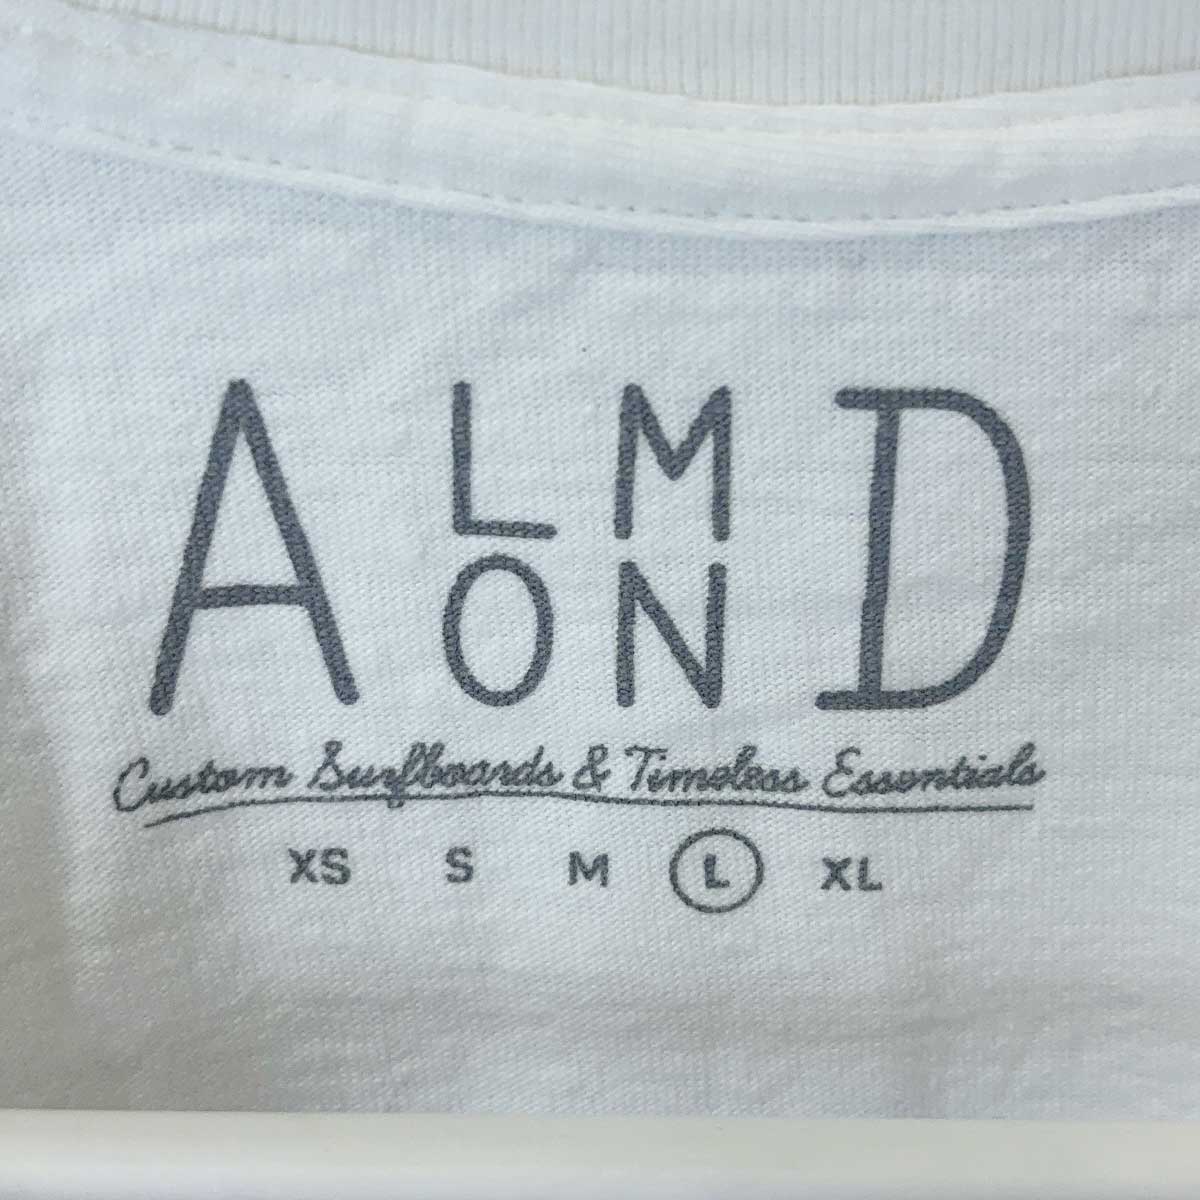 ALMOND
Custom Surfboards & Timeless Essentials
XS S M L XL